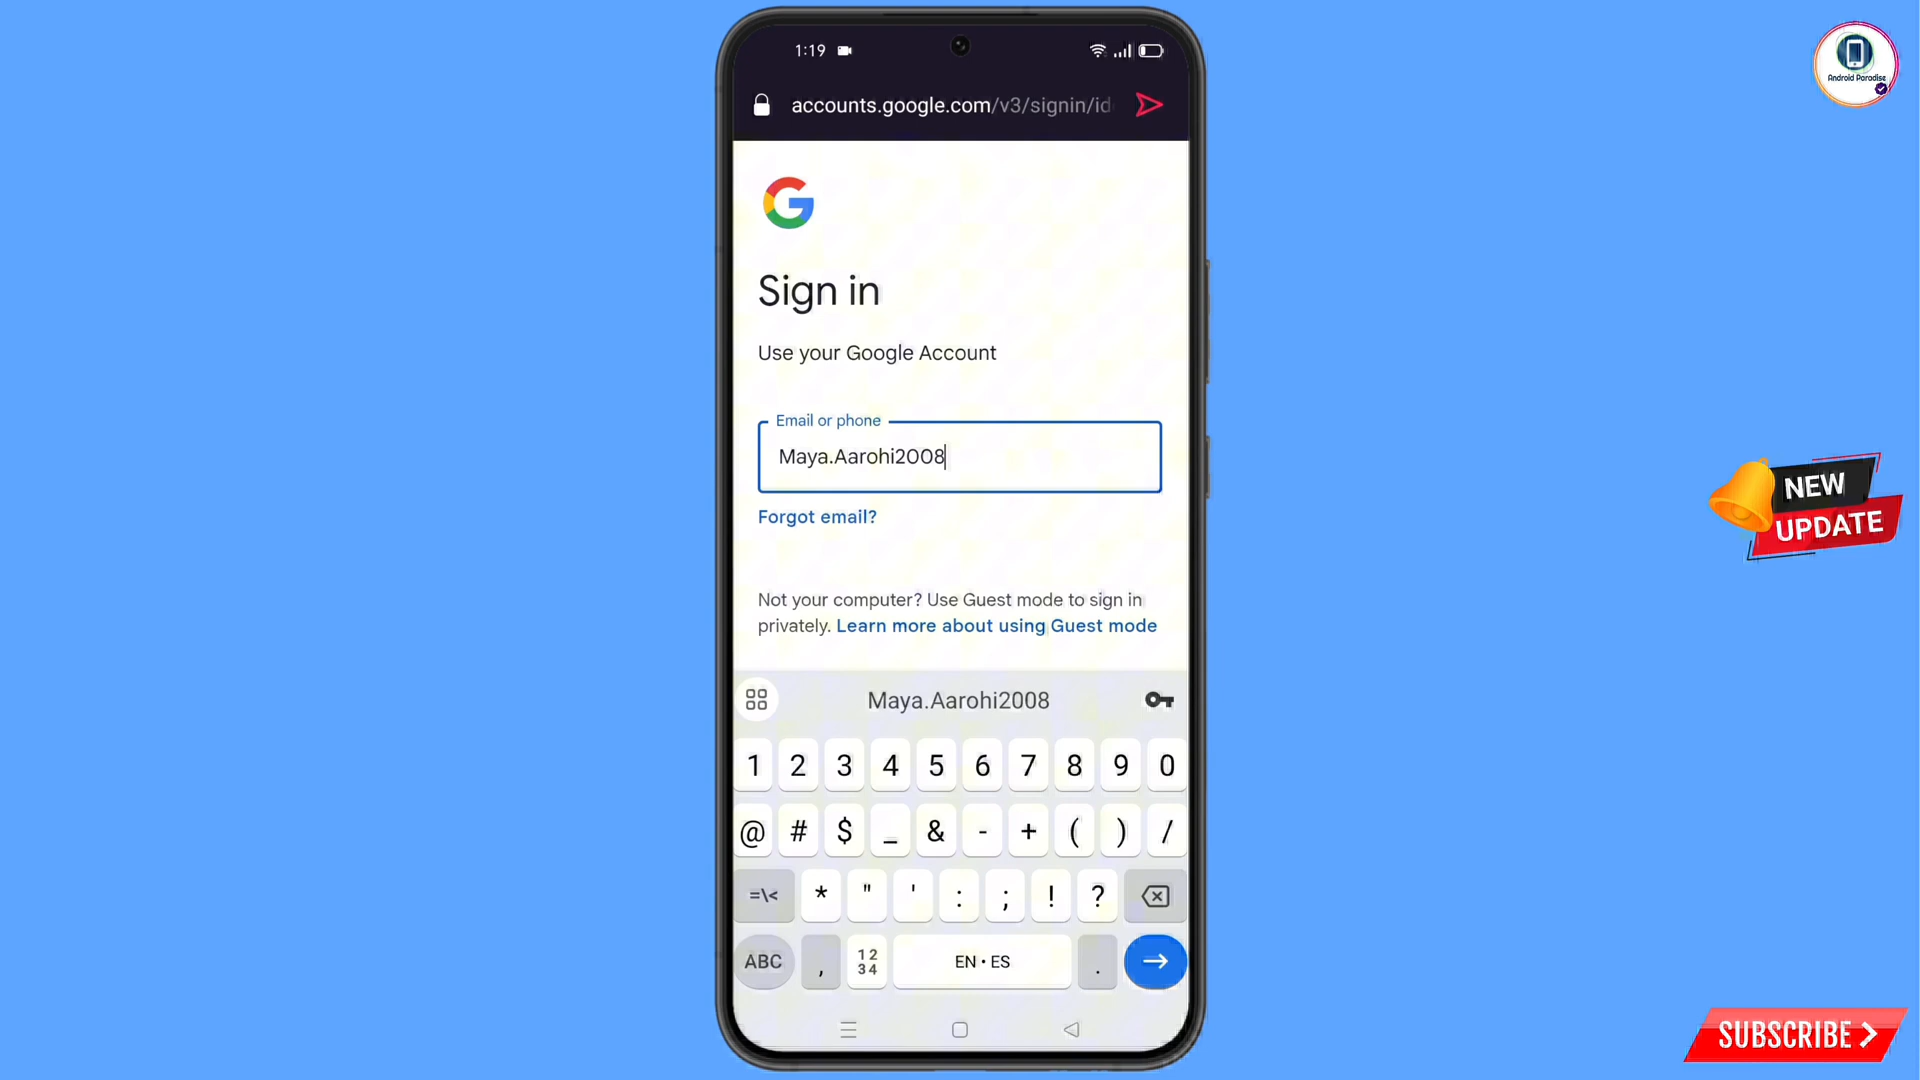 1:19
Android Paradise
accounts.google.com/v3/signin/id
Sign in
Use your Google Account
Email or phone
Maya.Aarohi2008
Forgot email?
NEW
UPDATE
Not your computer? Use Guest mode to sign in
privately. Learn more about using Guest mode
Maya.Aarohi2008
1 2 3 4 5 6 7 8 9 0
@ # $ _ & - + ( ) /
=\< * " ' : ; ! ?
ABC , 12 34 EN • ES .
SUBSCRIBE